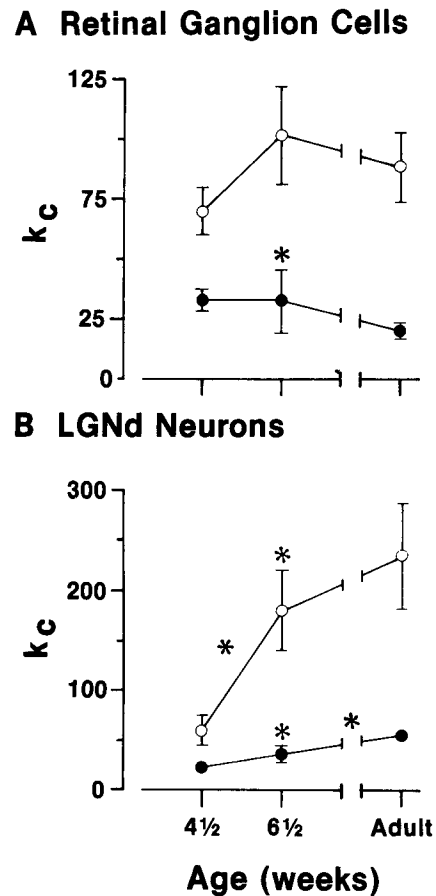 A Retinal Ganglion Cells
125
75
25
0
kc
*
B LGNd Neurons
300
200
100
0
kc
*
*
*
*
4½ 6½ Adult
Age (weeks)